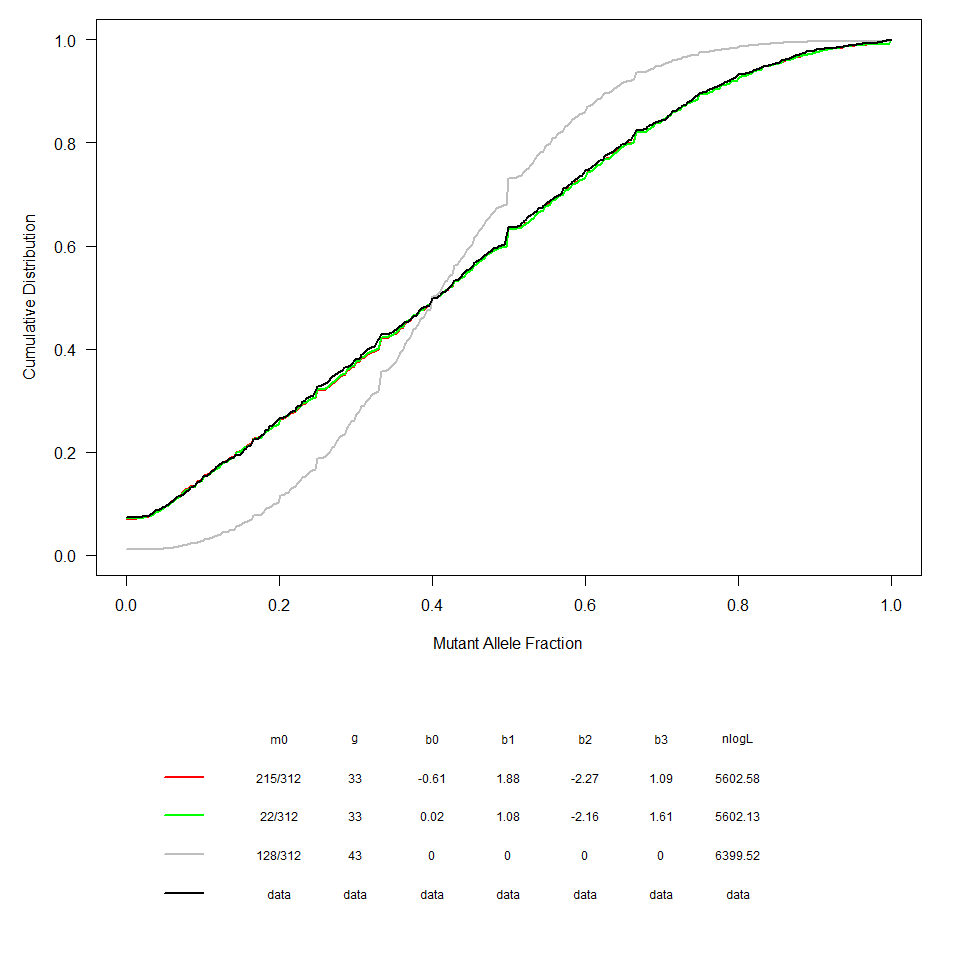 1.0
0.8
0.6
0.4
0.2
0.0
Cumulative Distribution
0.0 0.2 0.4 0.6 0.8 1.0
Mutant Allele Fraction
m0 g b0 b1 b2 b3 nlogL
215/312 33 -0.61 1.88 -2.27 1.09 5602.58
22/312 33 0.02 1.08 -2.16 1.61 5602.13
128/312 43 0 0 0 0 6399.52
data data data data data data data